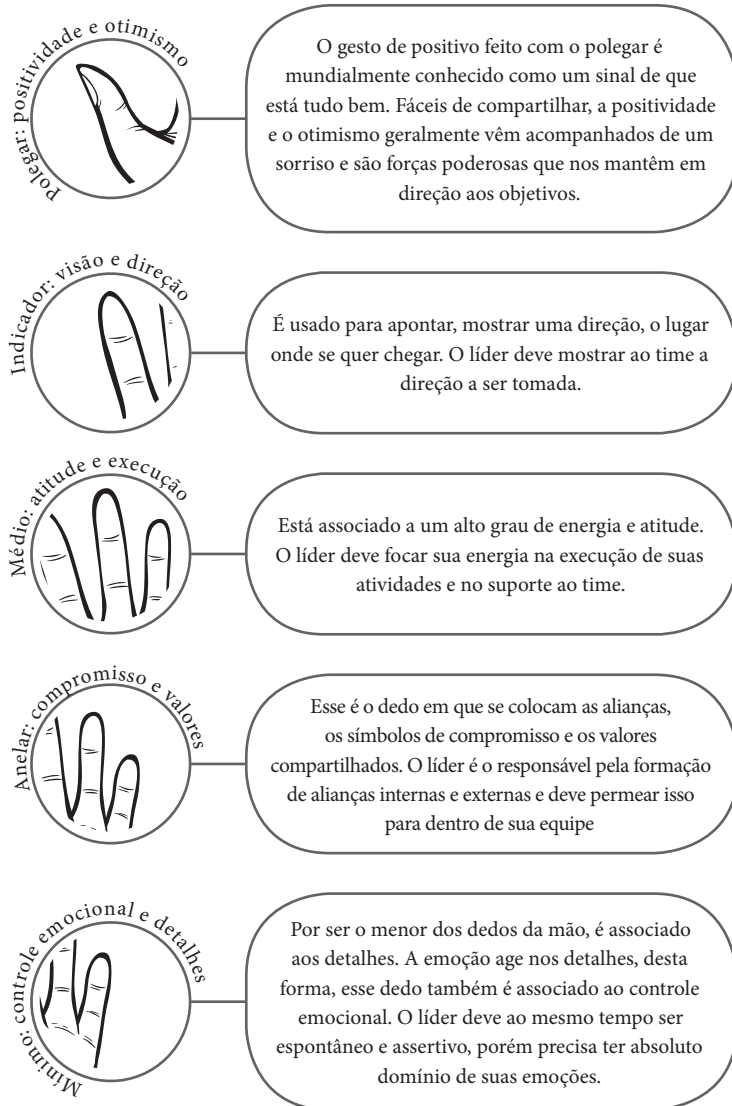 Polegar: positividade e otimismo
O gesto de positivo feito com o polegar é
mundialmente conhecido como um sinal de que
está tudo bem. Fáceis de compartilhar, a positividade
e o otimismo geralmente vêm acompanhados de um
sorriso e são forças poderosas que nos mantêm em
direção aos objetivos.
Indicador: visão e direção
É usado para apontar, mostrar uma direção, o lugar
onde se quer chegar. O líder deve mostrar ao time a
direção a ser tomada.
Médio: atitude e execução
Está associado a um alto grau de energia e atitude.
O líder deve focar sua energia na execução de suas
atividades e no suporte ao time.
Anelar: compromisso e valores
Esse é o dedo em que se colocam as alianças,
os símbolos de compromisso e os valores
compartilhados. O líder é o responsável pela formação
de alianças internas e externas e deve permear isso
para dentro de sua equipe
Mínimo: controle emocional e detalhes
Por ser o menor dos dedos da mão, é associado
aos detalhes. A emoção age nos detalhes, desta
forma, esse dedo também é associado ao controle
emocional. O líder deve ao mesmo tempo ser
espontâneo e assertivo, porém precisa ter absoluto
domínio de suas emoções.